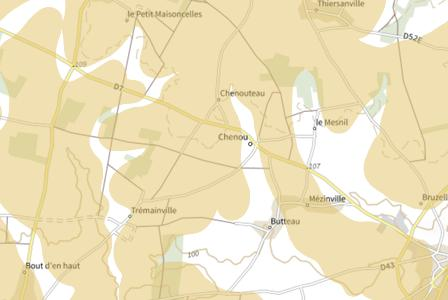 Thiersanville
le Petit Maisoncelles
D52E
109
D7
Chenouteau
le Mesnil
Chenou
107
Mézinville
Bruzell
Trémainville
Butteau
100
Bout d'en haut
D43